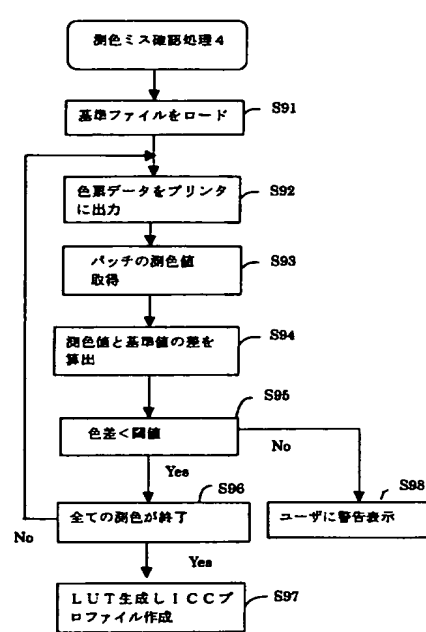 測色ミス確認処理4
基準ファイルをロード
S91
色票データをプリンタ
に出力
S92
パッチの測色値
取得
S93
測色値と基準値の差を
算出
S94
色差<閾値
S95
No
Yes
S96
S98
全ての測色が終了
ユーザに警告表示
No
Yes
LUT生成しICCプ
ロファイル作成
S97